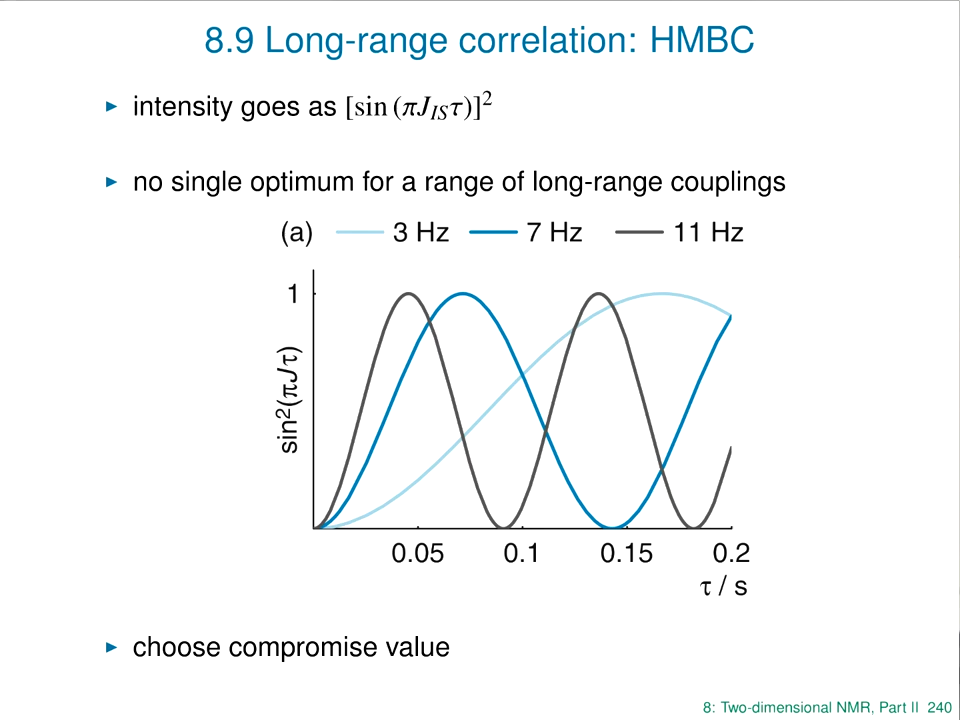 8.9 Long-range correlation: HMBC
▶ intensity goes as [sin (πJ_{IS}τ)]²
▶ no single optimum for a range of long-range couplings
(a) 3 Hz 7 Hz 11 Hz
1
sin²(πJτ)
0.05 0.1 0.15 0.2
τ / s
▶ choose compromise value
8: Two-dimensional NMR, Part II 240